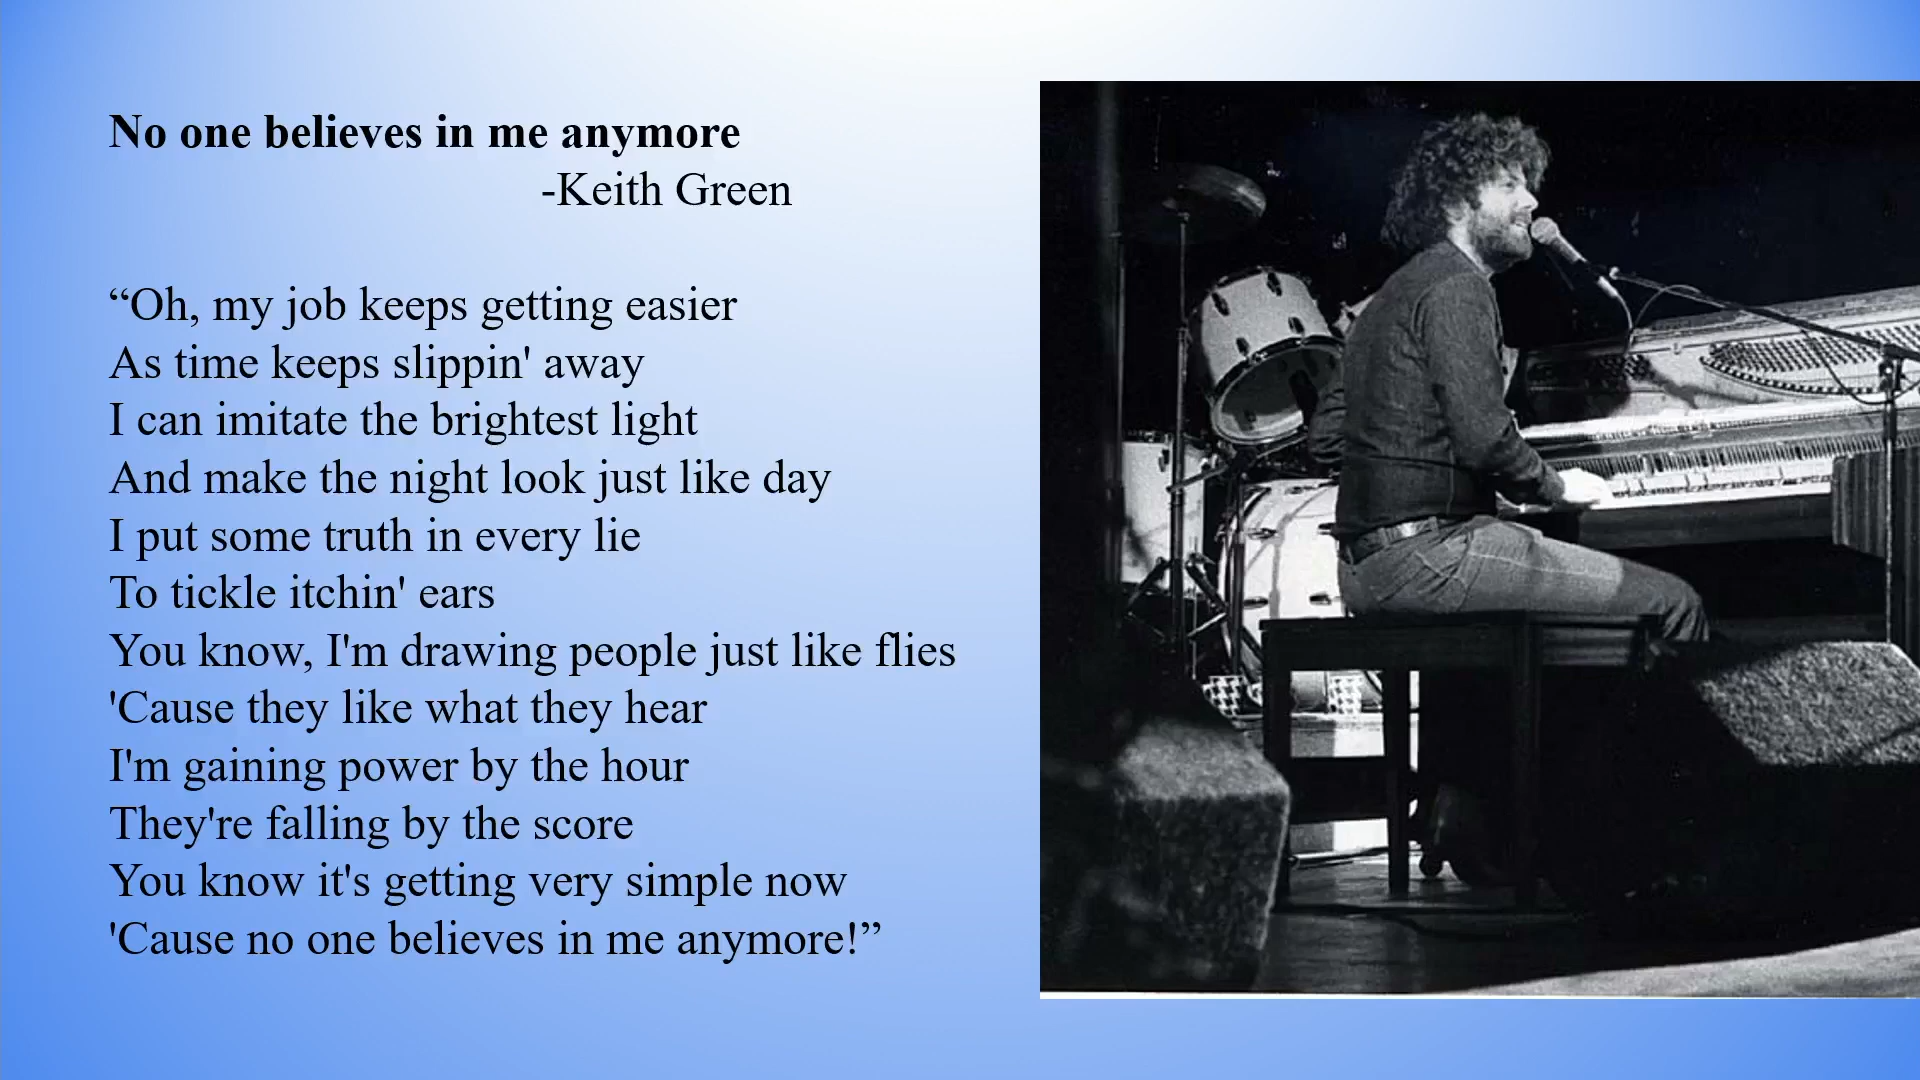 No one believes in me anymore
-Keith Green
“Oh, my job keeps getting easier
As time keeps slippin' away
I can imitate the brightest light
And make the night look just like day
I put some truth in every lie
To tickle itchin' ears
You know, I'm drawing people just like flies
'Cause they like what they hear
I'm gaining power by the hour
They're falling by the score
You know it's getting very simple now
'Cause no one believes in me anymore!”